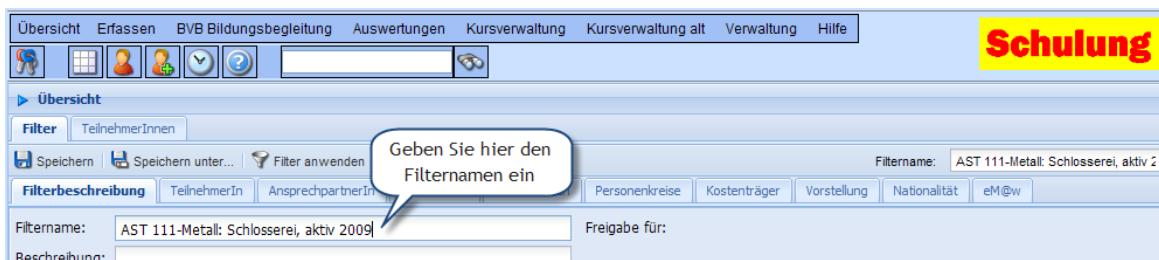 Übersicht Erfassen BVB Bildungsbegleitung Auswertungen Kursverwaltung Kursverwaltung alt Verwaltung Hilfe
Schulung
Übersicht
Filter TeilnehmerInnen
Speichern Speichern unter... Filter anwenden
Filtername: AST 111-Metall: Schlosserei, aktiv 2
Geben Sie hier den
Filternamen ein
Filterbeschreibung TeilnehmerIn AnsprechpartnerIn Personenkreise Kostenträger Vorstellung Nationalität eM@w
Filtername: AST 111-Metall: Schlosserei, aktiv 2009 Freigabe für:
Beschreibung: